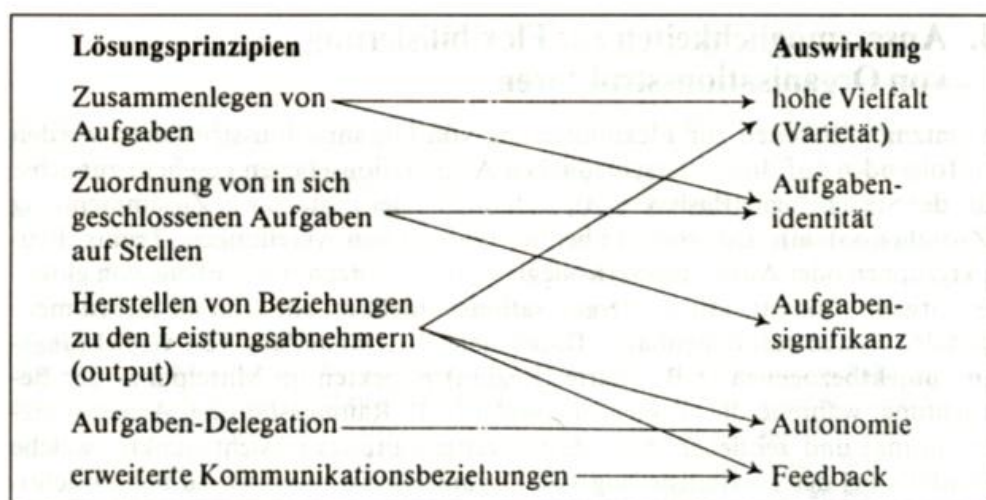 Lösungsprinzipien Auswirkung
Zusammenlegen von hohe Vielfalt
Aufgaben (Varietät)
Zuordnung von in sich Aufgaben-
geschlossenen Aufgaben identität
auf Stellen
Herstellen von Beziehungen Aufgaben-
zu den Leistungsabnehmern signifikanz
(output)
Aufgaben-Delegation Autonomie
erweiterte Kommunikationsbeziehungen Feedback